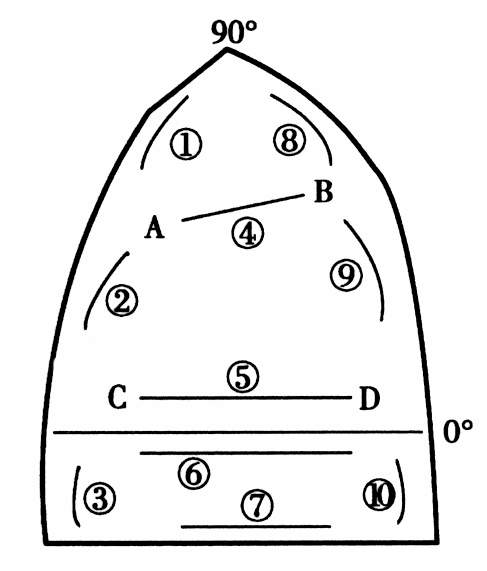 90°
① ⑧
B
A ④
② ⑨
⑤
C D
0°
⑥
③ ⑦ ⑩